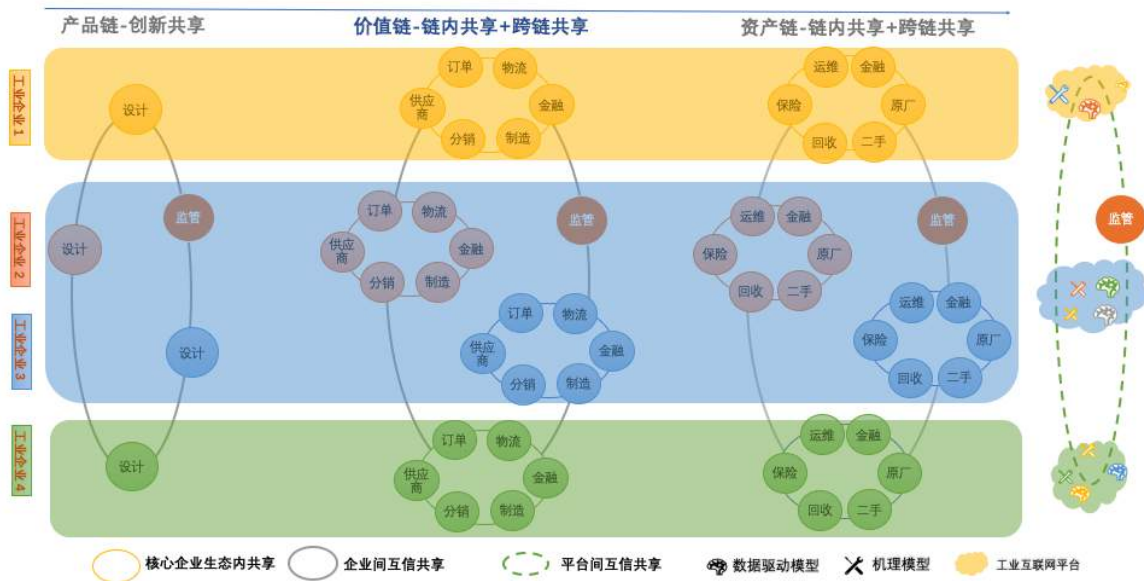 产品链-创新共享
价值链-链内共享+跨链共享
资产链-链内共享+跨链共享
工业企业1
设计
订单
物流
供应商
金融
分销
制造
运维
金融
保险
原厂
回收
二手
工业企业2
设计
监管
订单
物流
供应商
金融
分销
制造
监管
运维
金融
保险
原厂
回收
二手
监管
监管
工业企业3
设计
订单
物流
供应商
金融
分销
制造
运维
金融
保险
原厂
回收
二手
工业企业4
设计
订单
物流
供应商
金融
分销
制造
运维
金融
保险
原厂
回收
二手
核心企业生态内共享
企业间互信共享
平台间互信共享
数据驱动模型
机理模型
工业互联网平台